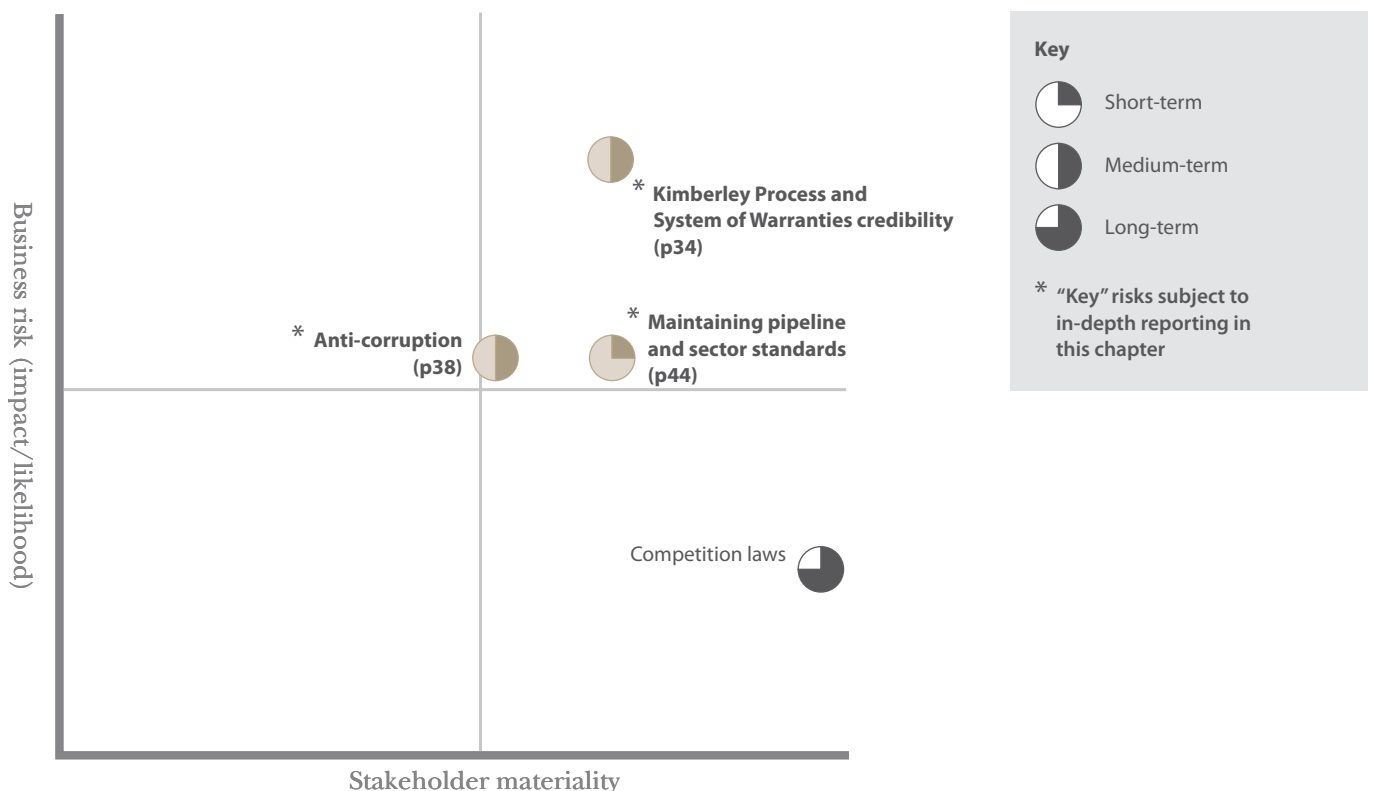 Business risk (impact/likelihood)
* Kimberley Process and
System of Warranties credibility
(p34)
* Anti-corruption
(p38)
* Maintaining pipeline
and sector standards
(p44)
Competition laws
Stakeholder materiality
Key
Short-term
Medium-term
Long-term
* “Key” risks subject to
in-depth reporting in
this chapter